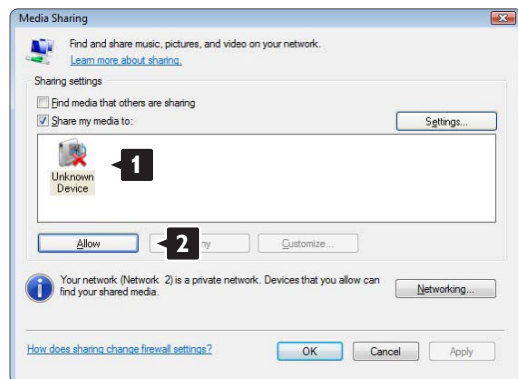 Media Sharing
Find and share music, pictures, and video on your network.
Learn more about sharing.
Sharing settings
Find media that others are sharing
Share my media to:
Settings...
Unknown
Device
1
Allow
2
ny
Customize...
Your network (Network 2) is a private network. Devices that you allow can
find your shared media.
Networking...
How does sharing change firewall settings?
OK
Cancel
Apply